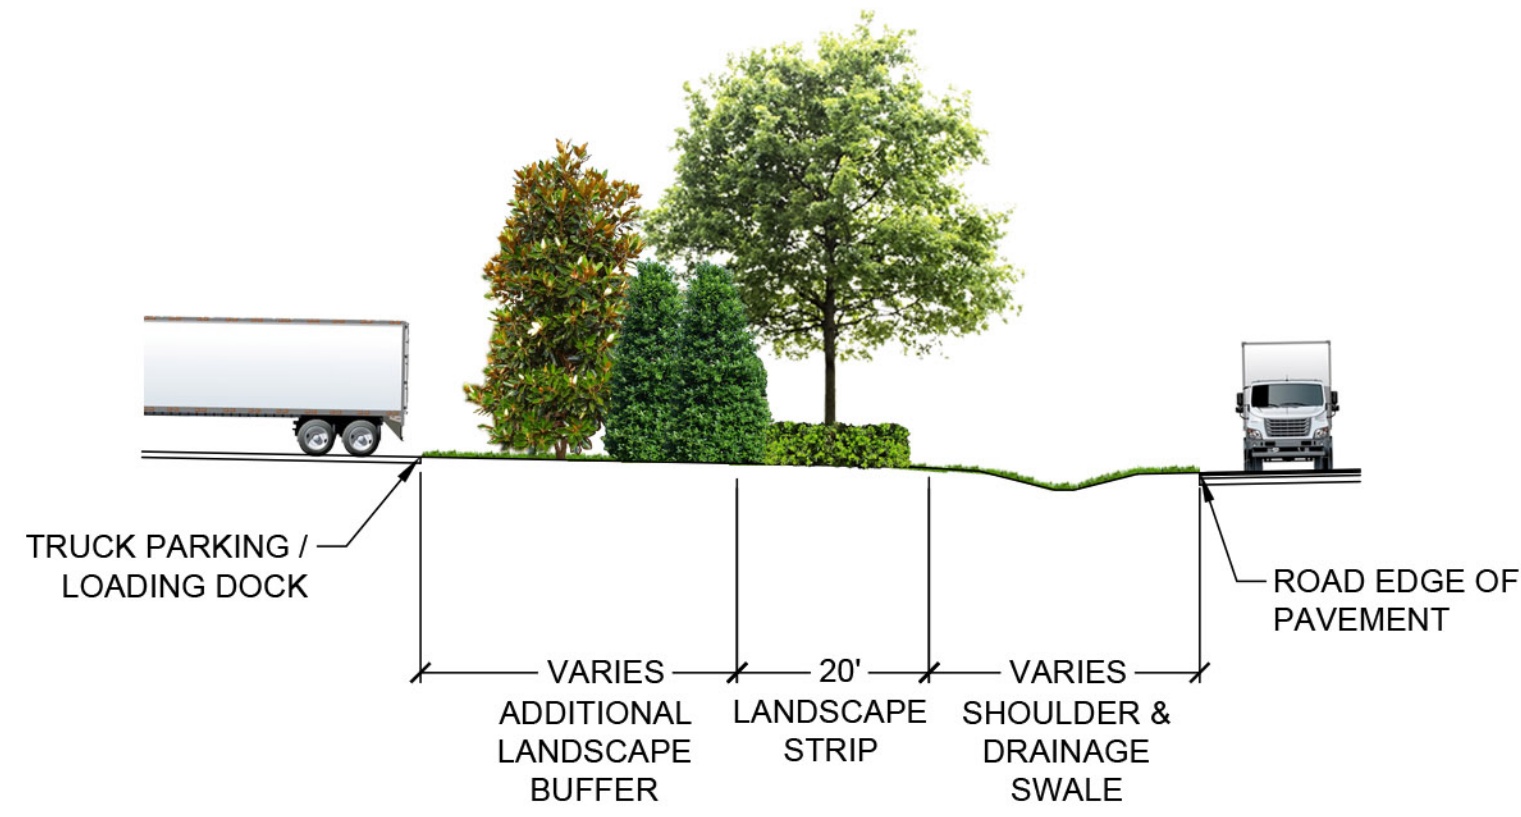 TRUCK PARKING /
LOADING DOCK
ROAD EDGE OF
PAVEMENT
VARIES
ADDITIONAL
LANDSCAPE
BUFFER
20'
LANDSCAPE
STRIP
VARIES
SHOULDER &
DRAINAGE
SWALE